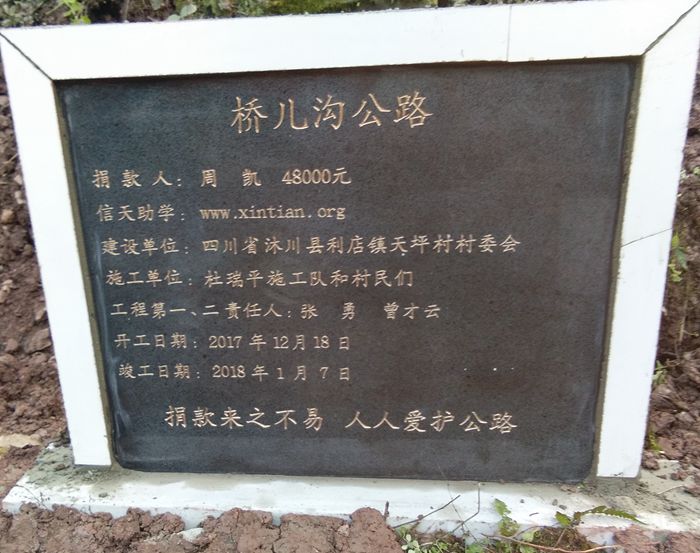 桥儿沟公路
捐款人：周 凯 48000元
信天助学：www.xintian.org
建设单位：四川省沐川县利店镇天坪村村委会
施工单位：杜瑞平施工队和村民们
工程第一、二责任人：张 勇 曾才云
开工日期：2017年12月18日
竣工日期：2018年1月7日
捐款来之不易 人人爱护公路